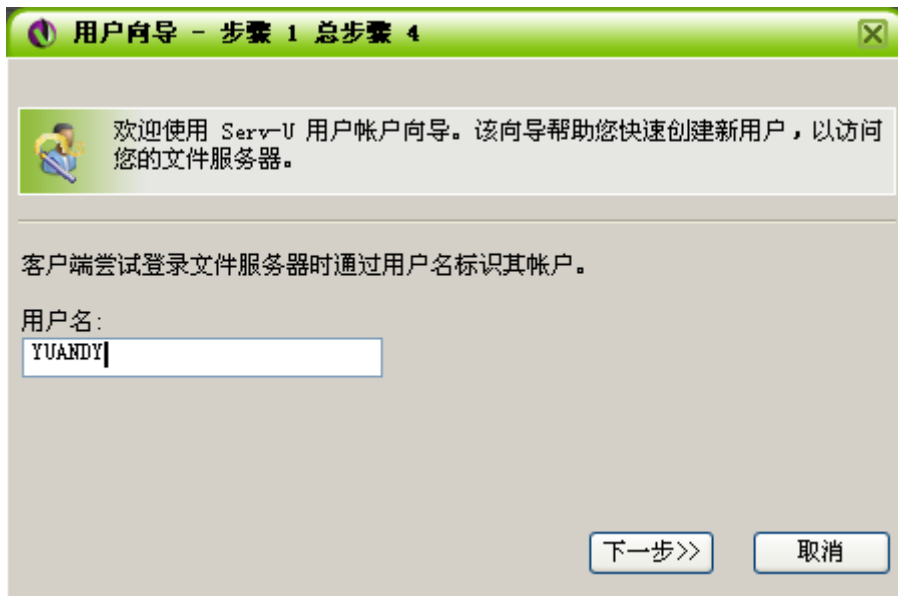 用户向导 - 步骤 1 总步骤 4
欢迎使用 Serv-U 用户帐户向导。该向导帮助您快速创建新用户，以访问
您的文件服务器。
客户端尝试登录文件服务器时通过用户名标识其帐户。
用户名:
YUANDY
下一步>> 取消